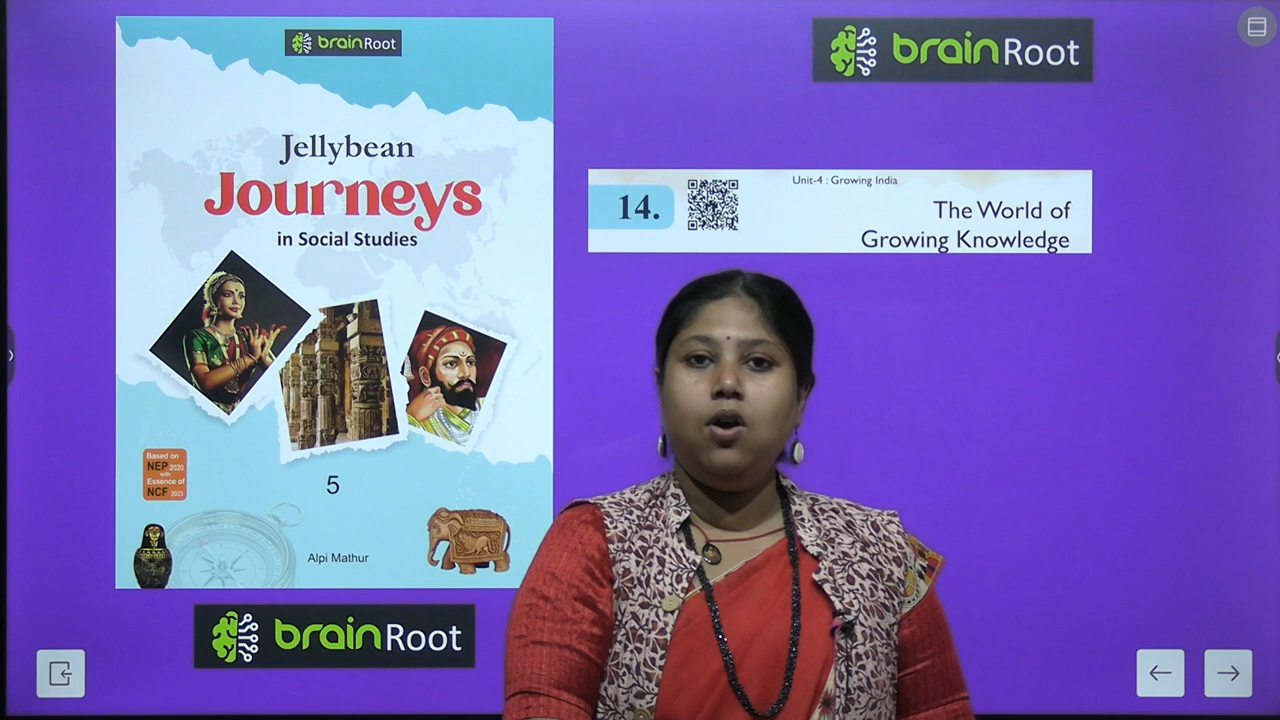 brainRoot
Jellybean
Journeys
in Social Studies
Based on
NEP 2020
with
Essence of
NCF 2023
5
Alpi Mathur
brainRoot
brainRoot
Unit-4 : Growing India
14.
The World of
Growing Knowledge